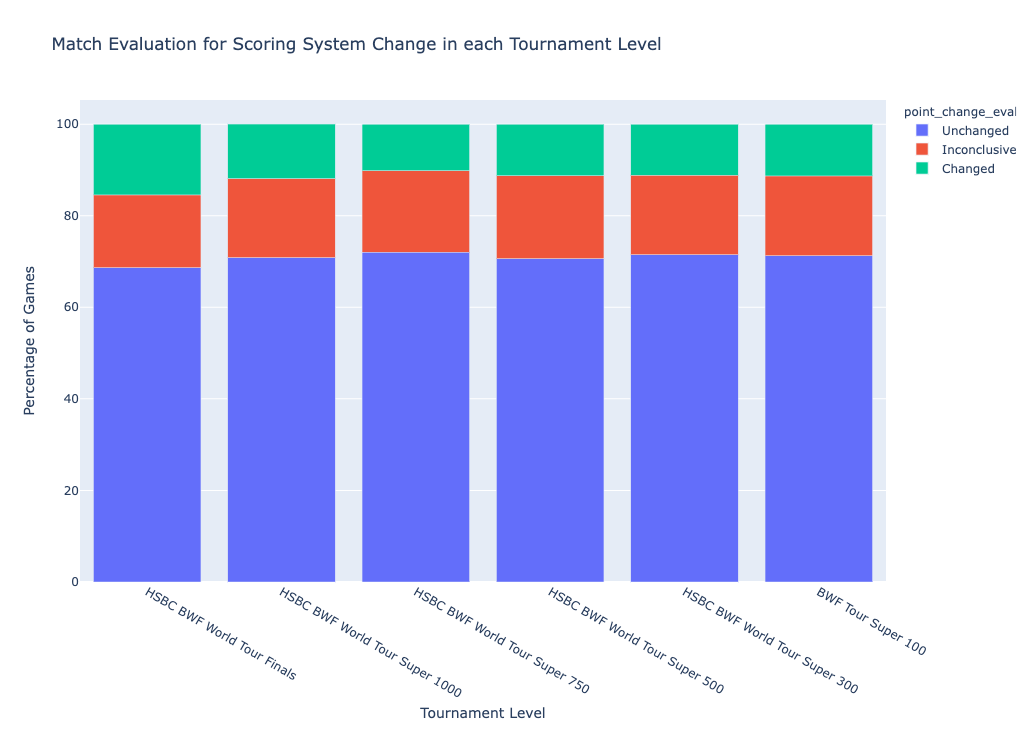 Match Evaluation for Scoring System Change in each Tournament Level
point_change_eval
Unchanged
Inconclusive
Changed
100
80
60
40
20
0
Percentage of Games
HSBC BWF World Tour Finals
HSBC BWF World Tour Super 1000
HSBC BWF World Tour Super 750
HSBC BWF World Tour Super 500
HSBC BWF World Tour Super 300
BWF Tour Super 100
Tournament Level